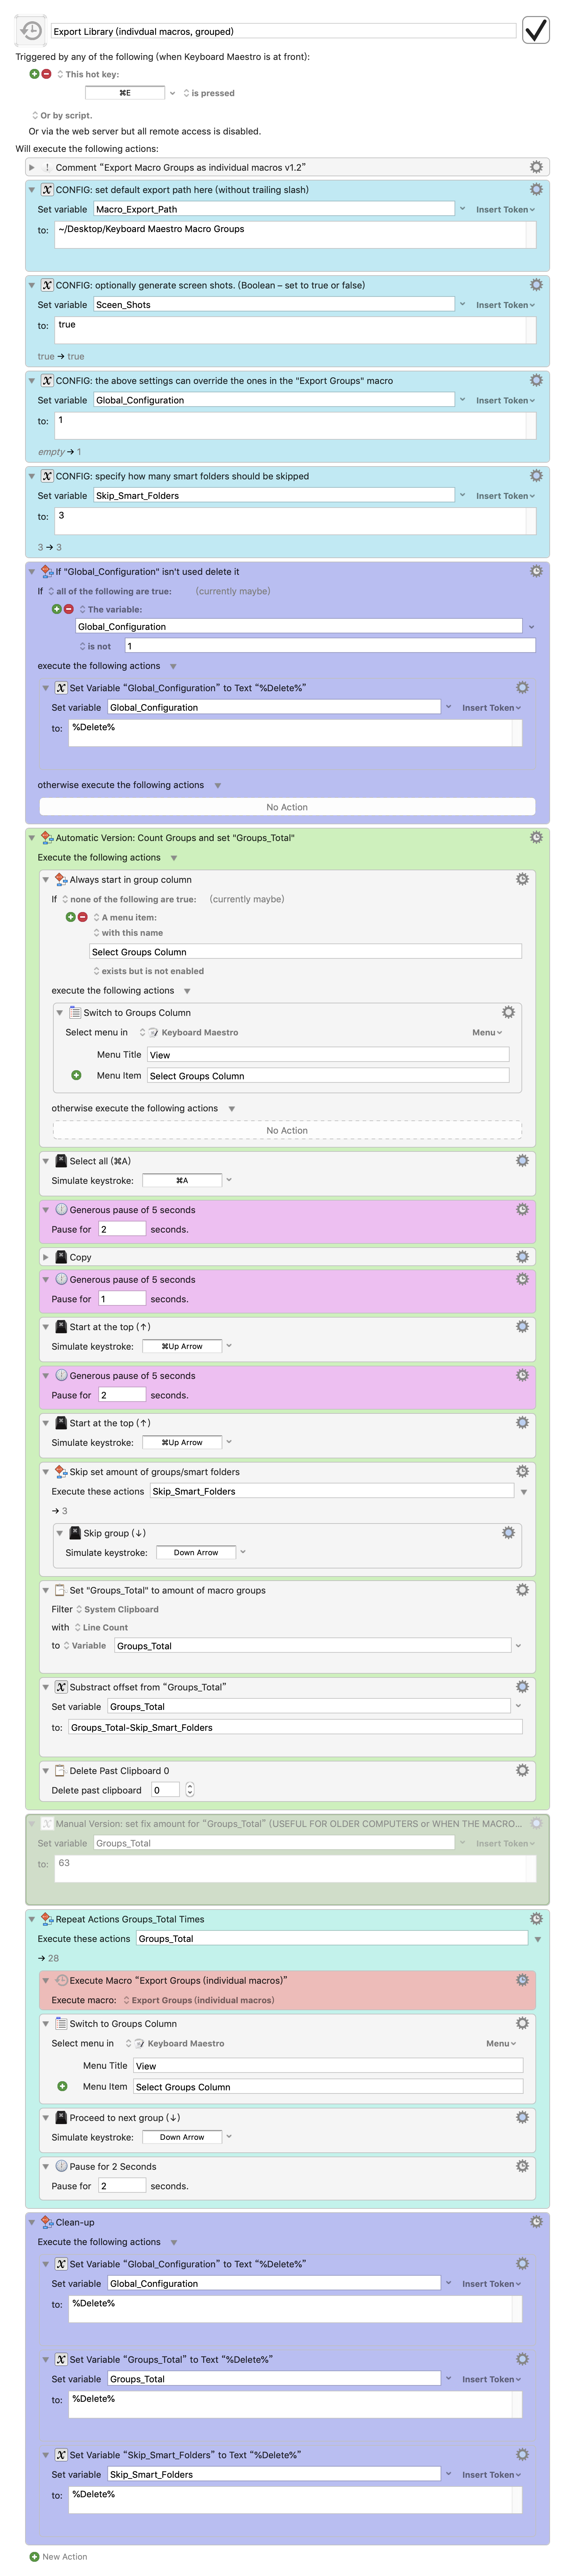 Export Library (indivdual macros, grouped)
Triggered by any of the following (when Keyboard Maestro is at front):
This hot key:
⌘E is pressed
Or by script.
Or via the web server but all remote access is disabled.
Will execute the following actions:
! Comment “Export Macro Groups as individual macros v1.2”
CONFIG: set default export path here (without trailing slash)
Set variable Macro_Export_Path Insert Token
to: ~/Desktop/Keyboard Maestro Macro Groups
CONFIG: optionally generate screen shots. (Boolean – set to true or false)
Set variable Sceen_Shots Insert Token
to: true
true → true
CONFIG: the above settings can override the ones in the "Export Groups" macro
Set variable Global_Configuration Insert Token
to: 1
empty → 1
CONFIG: specify how many smart folders should be skipped
Set variable Skip_Smart_Folders Insert Token
to: 3
3 → 3
If "Global_Configuration" isn't used delete it
If all of the following are true: (currently maybe)
The variable:
Global_Configuration
is not 1
execute the following actions
Set Variable “Global_Configuration” to Text “%Delete%”
Set variable Global_Configuration Insert Token
to: %Delete%
otherwise execute the following actions
No Action
Automatic Version: Count Groups and set "Groups_Total"
Execute the following actions
Always start in group column
If none of the following are true: (currently maybe)
A menu item:
with this name
Select Groups Column
exists but is not enabled
execute the following actions
Switch to Groups Column
Select menu in Keyboard Maestro Menu
Menu Title View
Menu Item Select Groups Column
otherwise execute the following actions
No Action
Select all (⌘A)
Simulate keystroke: ⌘A
Generous pause of 5 seconds
Pause for 2 seconds.
Copy
Generous pause of 5 seconds
Pause for 1 seconds.
Start at the top (↑)
Simulate keystroke: ⌘Up Arrow
Generous pause of 5 seconds
Pause for 2 seconds.
Start at the top (↑)
Simulate keystroke: ⌘Up Arrow
Skip set amount of groups/smart folders
Execute these actions Skip_Smart_Folders
→ 3
Skip group (↓)
Simulate keystroke: Down Arrow
Set "Groups_Total" to amount of macro groups
Filter System Clipboard
with Line Count
to Variable Groups_Total
Substract offset from “Groups_Total”
Set variable Groups_Total
to: Groups_Total-Skip_Smart_Folders
Delete Past Clipboard 0
Delete past clipboard 0
Manual Version: set fix amount for “Groups_Total” (USEFUL FOR OLDER COMPUTERS or WHEN THE MACRO...
Set variable Groups_Total Insert Token
to: 63
Repeat Actions Groups_Total Times
Execute these actions Groups_Total
→ 28
Execute Macro “Export Groups (individual macros)”
Execute macro: Export Groups (individual macros)
Switch to Groups Column
Select menu in Keyboard Maestro Menu
Menu Title View
Menu Item Select Groups Column
Proceed to next group (↓)
Simulate keystroke: Down Arrow
Pause for 2 Seconds
Pause for 2 seconds.
Clean-up
Execute the following actions
Set Variable “Global_Configuration” to Text “%Delete%”
Set variable Global_Configuration Insert Token
to: %Delete%
Set Variable “Groups_Total” to Text “%Delete%”
Set variable Groups_Total Insert Token
to: %Delete%
Set Variable “Skip_Smart_Folders” to Text “%Delete%”
Set variable Skip_Smart_Folders Insert Token
to: %Delete%
New Action